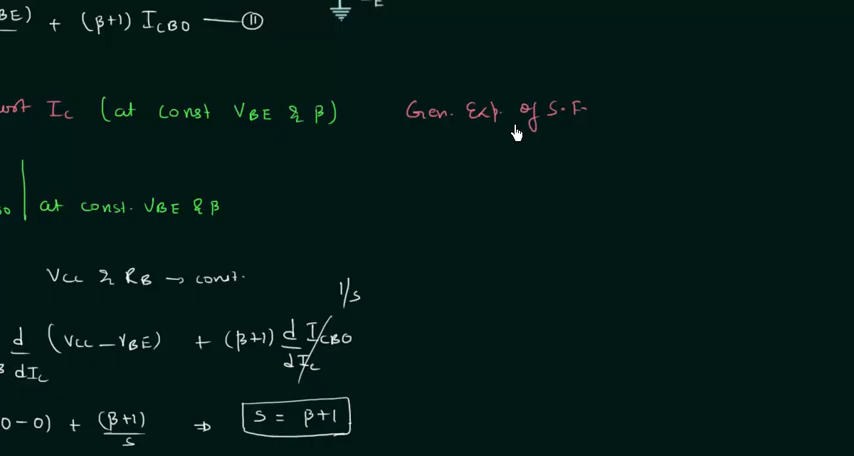 BE) + (β+1) ICBO — (11)
E
wrt Ic (at const VBE & β) Gen. Exp. of S.F
at const. VBE & β
VCC & RB → const.
1/s
d/dIc (VCC - VBE) + (β+1) d/dIc ICBO
0-0) + (β+1)/s ⇒ S = β+1